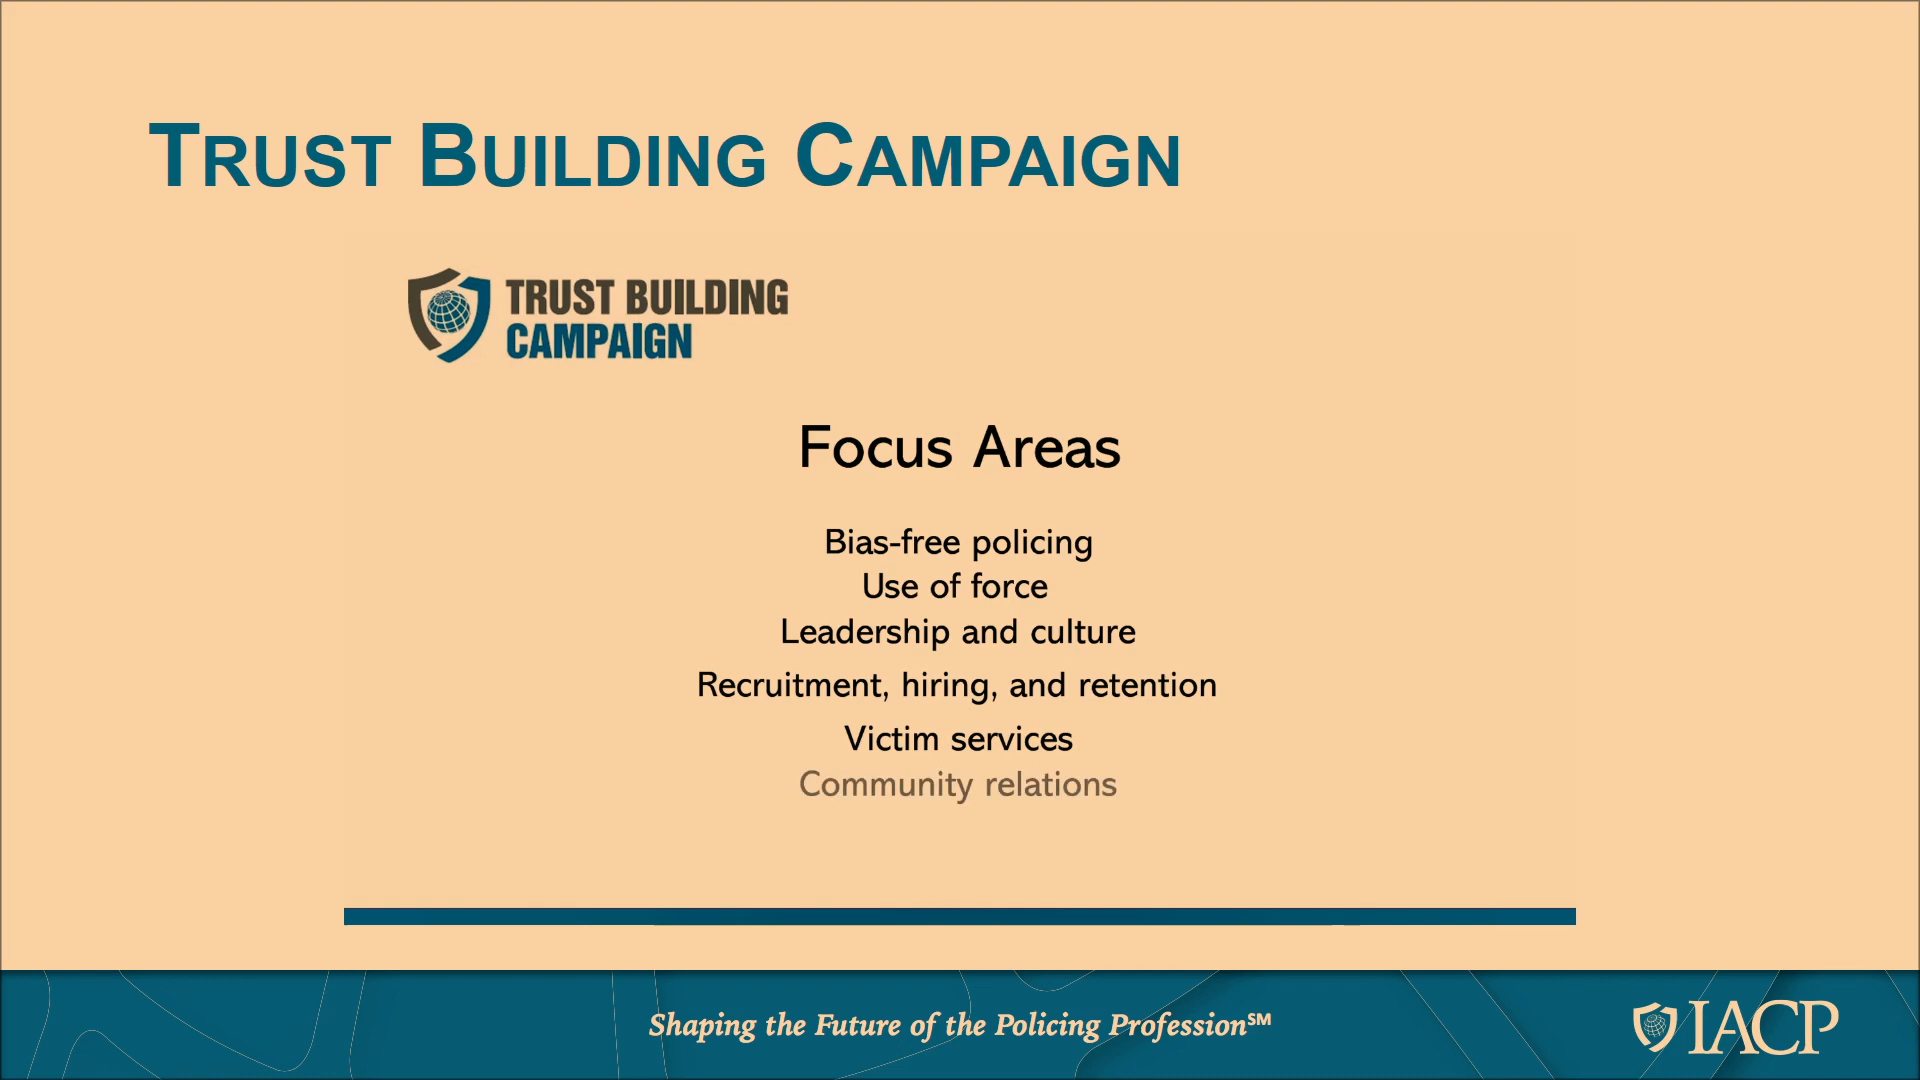 TRUST BUILDING CAMPAIGN
TRUST BUILDING
CAMPAIGN
Focus Areas
Bias-free policing
Use of force
Leadership and culture
Recruitment, hiring, and retention
Victim services
Community relations
Shaping the Future of the Policing Profession℠
IACP